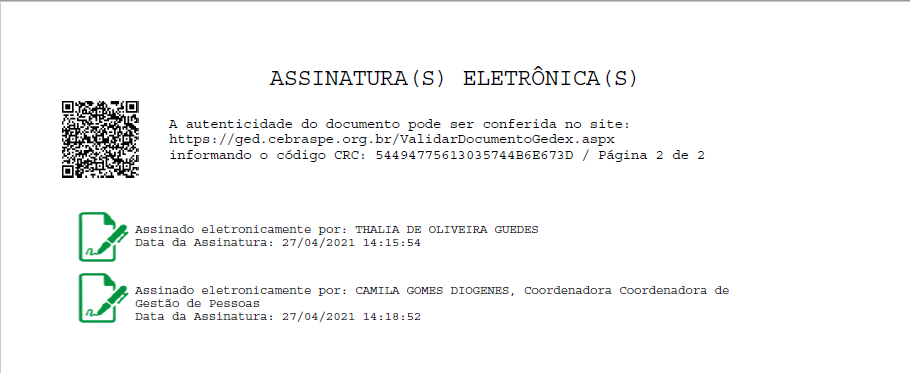 ASSINATURA(S) ELETRÔNICA(S)
A autenticidade do documento pode ser conferida no site:
https://ged.cebraspe.org.br/ValidarDocumentoGedex.aspx
informando o código CRC: 54494775613035744B6E673D / Página 2 de 2
Assinado eletronicamente por: THALIA DE OLIVEIRA GUEDES
Data da Assinatura: 27/04/2021 14:15:54
Assinado eletronicamente por: CAMILA GOMES DIOGENES, Coordenadora Coordenadora de
Gestão de Pessoas
Data da Assinatura: 27/04/2021 14:18:52